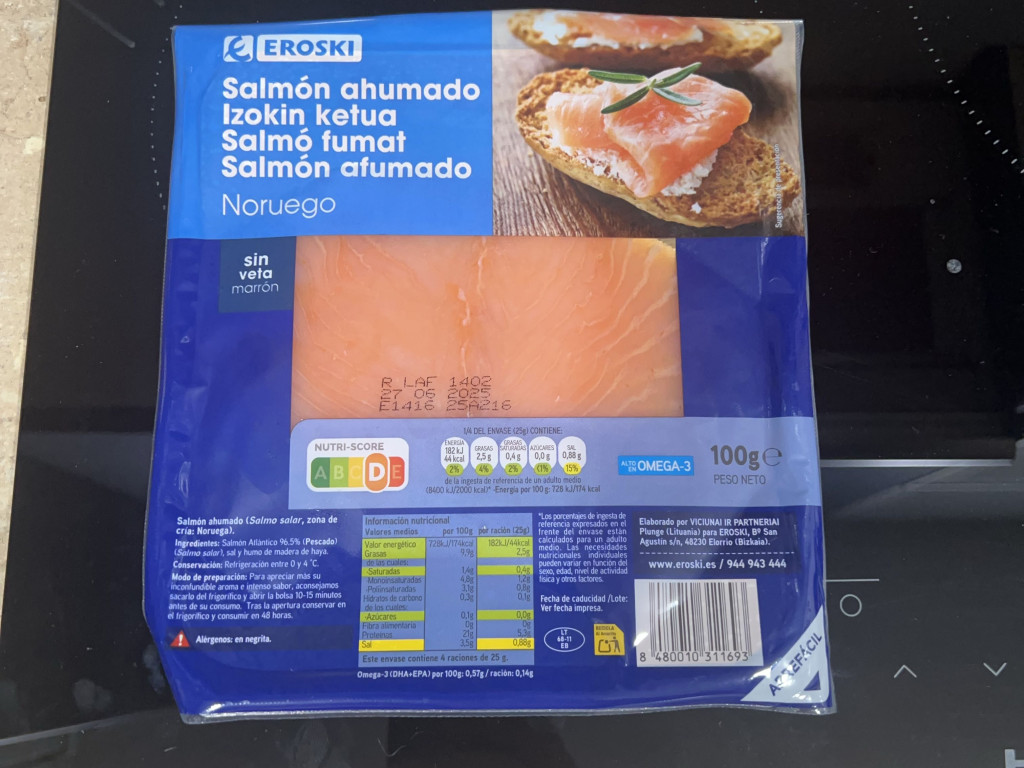 EROSKI
Salmón ahumado
Izokin ketua
Salmó fumat
Salmón afumado
Noruego
sin
veta
marrón
R LAF 1402
27 06 2025
E1416 25A216
1/4 DEL ENVASE (25g) CONTIENE:
NUTRI-SCORE
A B C D E
ENERGÍA
182 kJ
44 kcal
2%
GRASAS
2,5 g
4%
GRASAS
SATURADAS
0,4 g
2%
AZÚCARES
0,0 g
<1%
SAL
0,88 g
15%
de la ingesta de referencia de un adulto medio
(8400 kJ/2000 kcal)* -Energía por 100 g: 728 kJ/174 kcal
ALTO
EN OMEGA-3
100g e
PESO NETO
Salmón ahumado (Salmo salar, zona de
cría: Noruega).
Ingredientes: Salmón Atlántico 96.5% (Pescado)
(Salmo salar), sal y humo de madera de haya.
Conservación: Refrigeración entre 0 y 4 °C.
Modo de preparación: Para apreciar más su
inconfundible aroma e intenso sabor, aconsejamos
sacarlo del frigorífico y abrir la bolsa 10-15 minutos
antes de su consumo. Tras la apertura conservar en
el frigorífico y consumir en 48 horas.
Alérgenos: en negrita.
Información nutricional
Valores medios por 100g por ración (25g)
Valor energético 728kJ/174kcal 182kJ/44kcal
Grasas 9,9g 2,5g
de las cuales:
-Saturadas 1,4g 0,4g
-Monoinsaturadas 4,8g 1,2g
-Poliinsaturadas 3,1g 0,8g
Hidratos de carbono 0,3g 0,1g
de los cuales:
-Azúcares 0,1g 0,0g
Fibra alimentaria 0g 0g
Proteínas 21g 5,3g
Sal 3,5g 0,88g
Este envase contiene 4 raciones de 25 g.
Omega-3 (DHA+EPA) por 100g: 0,57g / ración: 0,14g
*Los porcentajes de ingesta de
referencia expresados en el
frente del envase están
calculados para un adulto
medio. Las necesidades
nutricionales individuales
pueden variar en función del
sexo, edad, nivel de actividad
física y otros factores.
Fecha de caducidad /Lote:
Ver fecha impresa.
LT
68-11
EB
Elaborado por VICIUNAI IR PARTNERIAI
Plunge (Lituania) para EROSKI, Bº San
Agustín s/n, 48230 Elorrio (Bizkaia).
www.eroski.es / 944 943 444
8 480010 311693